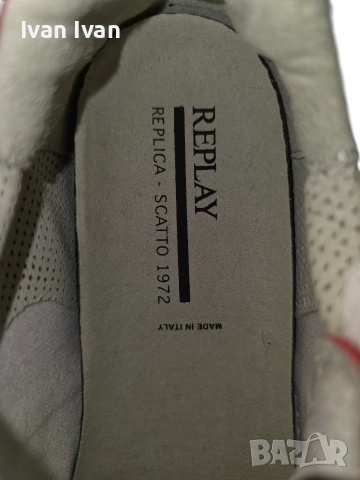 Ivan Ivan
REPLAY
REPLICA - SCATTO 1972
MADE IN ITALY
BAZAR